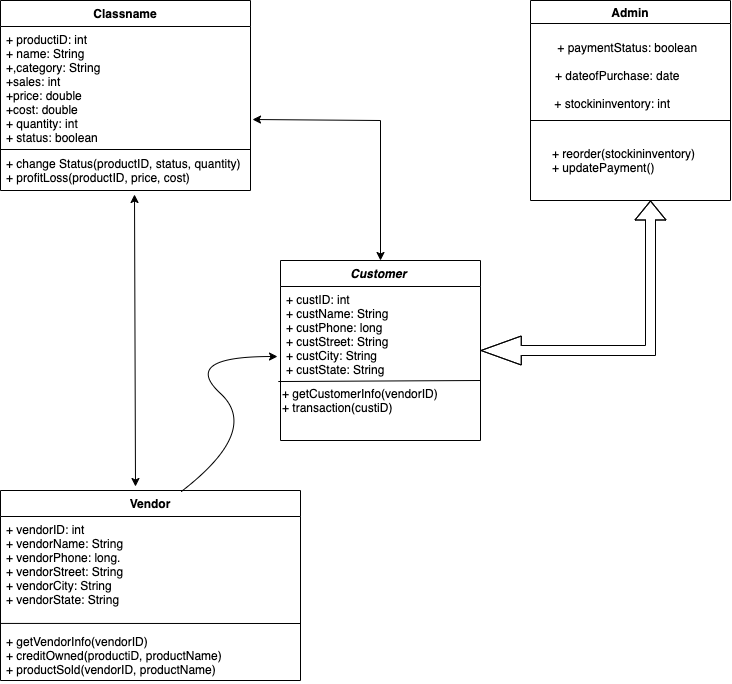 Classname
+ productiD: int
+ name: String
+,category: String
+sales: int
+price: double
+cost: double
+ quantity: int
+ status: boolean
+ change Status(productID, status, quantity)
+ profitLoss(productID, price, cost)
Admin
+ paymentStatus: boolean
+ dateofPurchase: date
+ stockininventory: int
+ reorder(stockininventory)
+ updatePayment()
Customer
+ custID: int
+ custName: String
+ custPhone: long
+ custStreet: String
+ custCity: String
+ custState: String
+ getCustomerInfo(vendorID)
+ transaction(custiD)
Vendor
+ vendorID: int
+ vendorName: String
+ vendorPhone: long.
+ vendorStreet: String
+ vendorCity: String
+ vendorState: String
+ getVendorInfo(vendorID)
+ creditOwned(productiD, productName)
+ productSold(vendorID, productName)